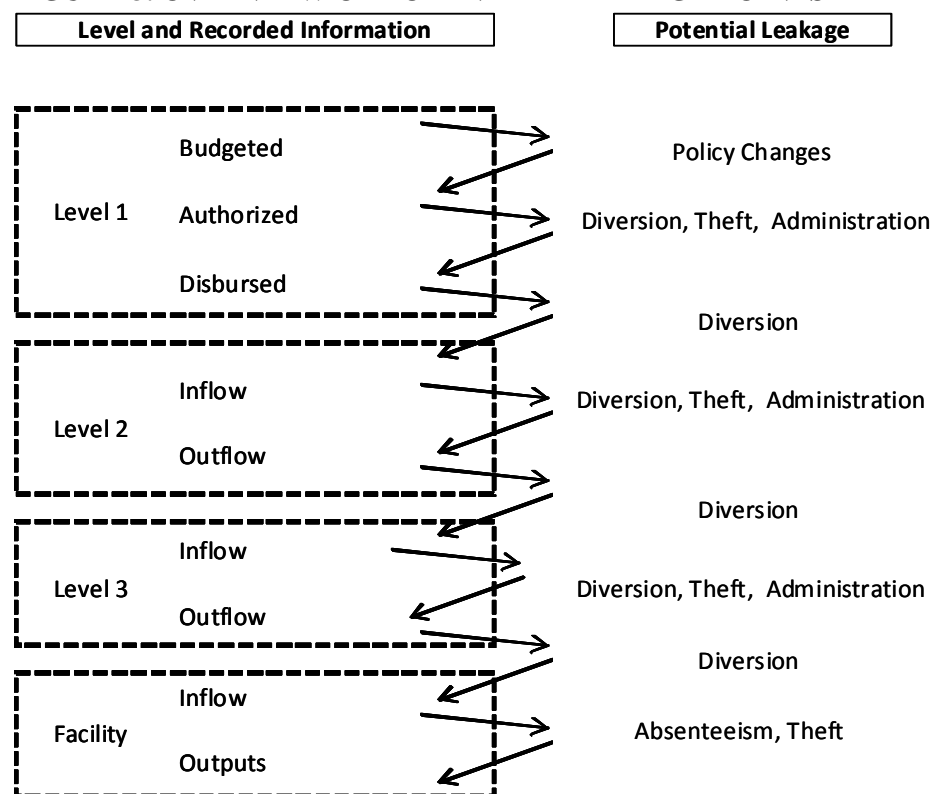 Level and Recorded Information
Potential Leakage
Budgeted
Policy Changes
Level 1
Authorized
Diversion, Theft, Administration
Disbursed
Diversion
Inflow
Diversion, Theft, Administration
Level 2
Outflow
Diversion
Inflow
Level 3
Diversion, Theft, Administration
Outflow
Diversion
Inflow
Facility
Absenteeism, Theft
Outputs